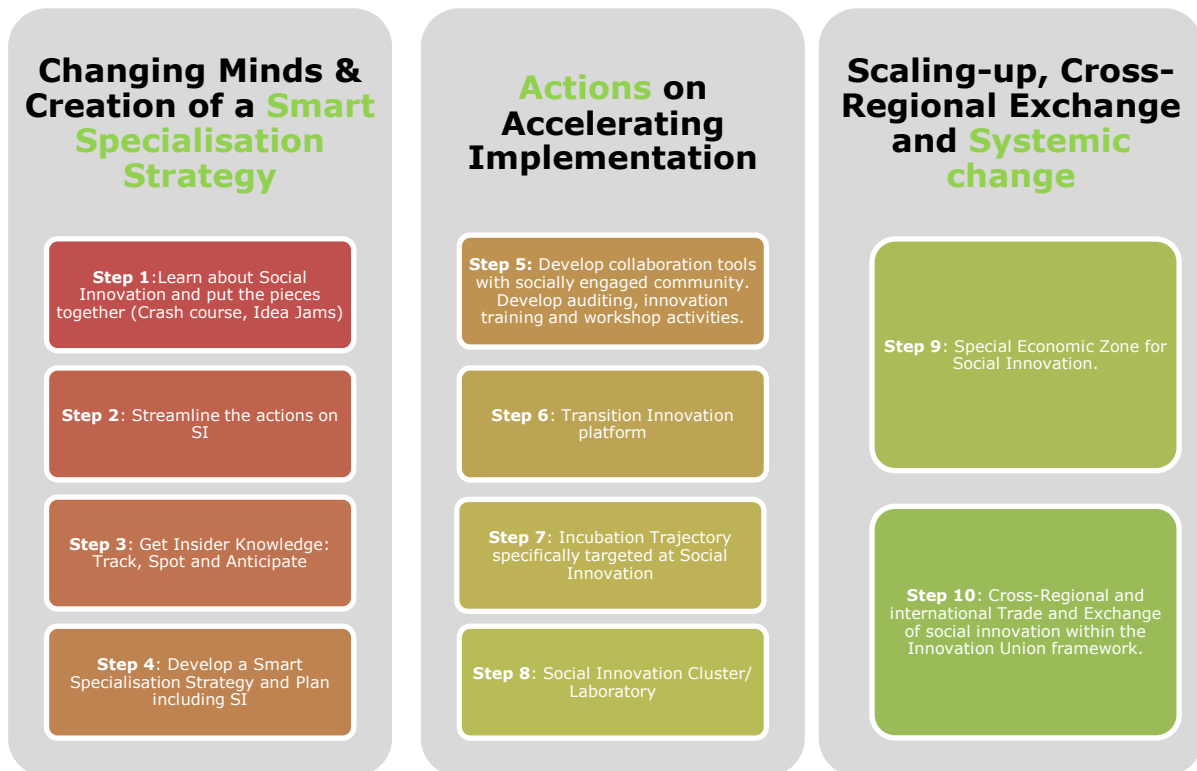 Changing Minds &
Creation of a Smart
Specialisation
Strategy
Step 1:Learn about Social
Innovation and put the pieces
together (Crash course, Idea Jams)
Step 2: Streamline the actions on
SI
Step 3: Get Insider Knowledge:
Track, Spot and Anticipate
Step 4: Develop a Smart
Specialisation Strategy and Plan
including SI
Actions on
Accelerating
Implementation
Step 5: Develop collaboration tools
with socially engaged community.
Develop auditing, innovation
training and workshop activities.
Step 6: Transition Innovation
platform
Step 7: Incubation Trajectory
specifically targeted at Social
Innovation
Step 8: Social Innovation Cluster/
Laboratory
Scaling-up, Cross-
Regional Exchange
and Systemic
change
Step 9: Special Economic Zone for
Social Innovation.
Step 10: Cross-Regional and
international Trade and Exchange
of social innovation within the
Innovation Union framework.